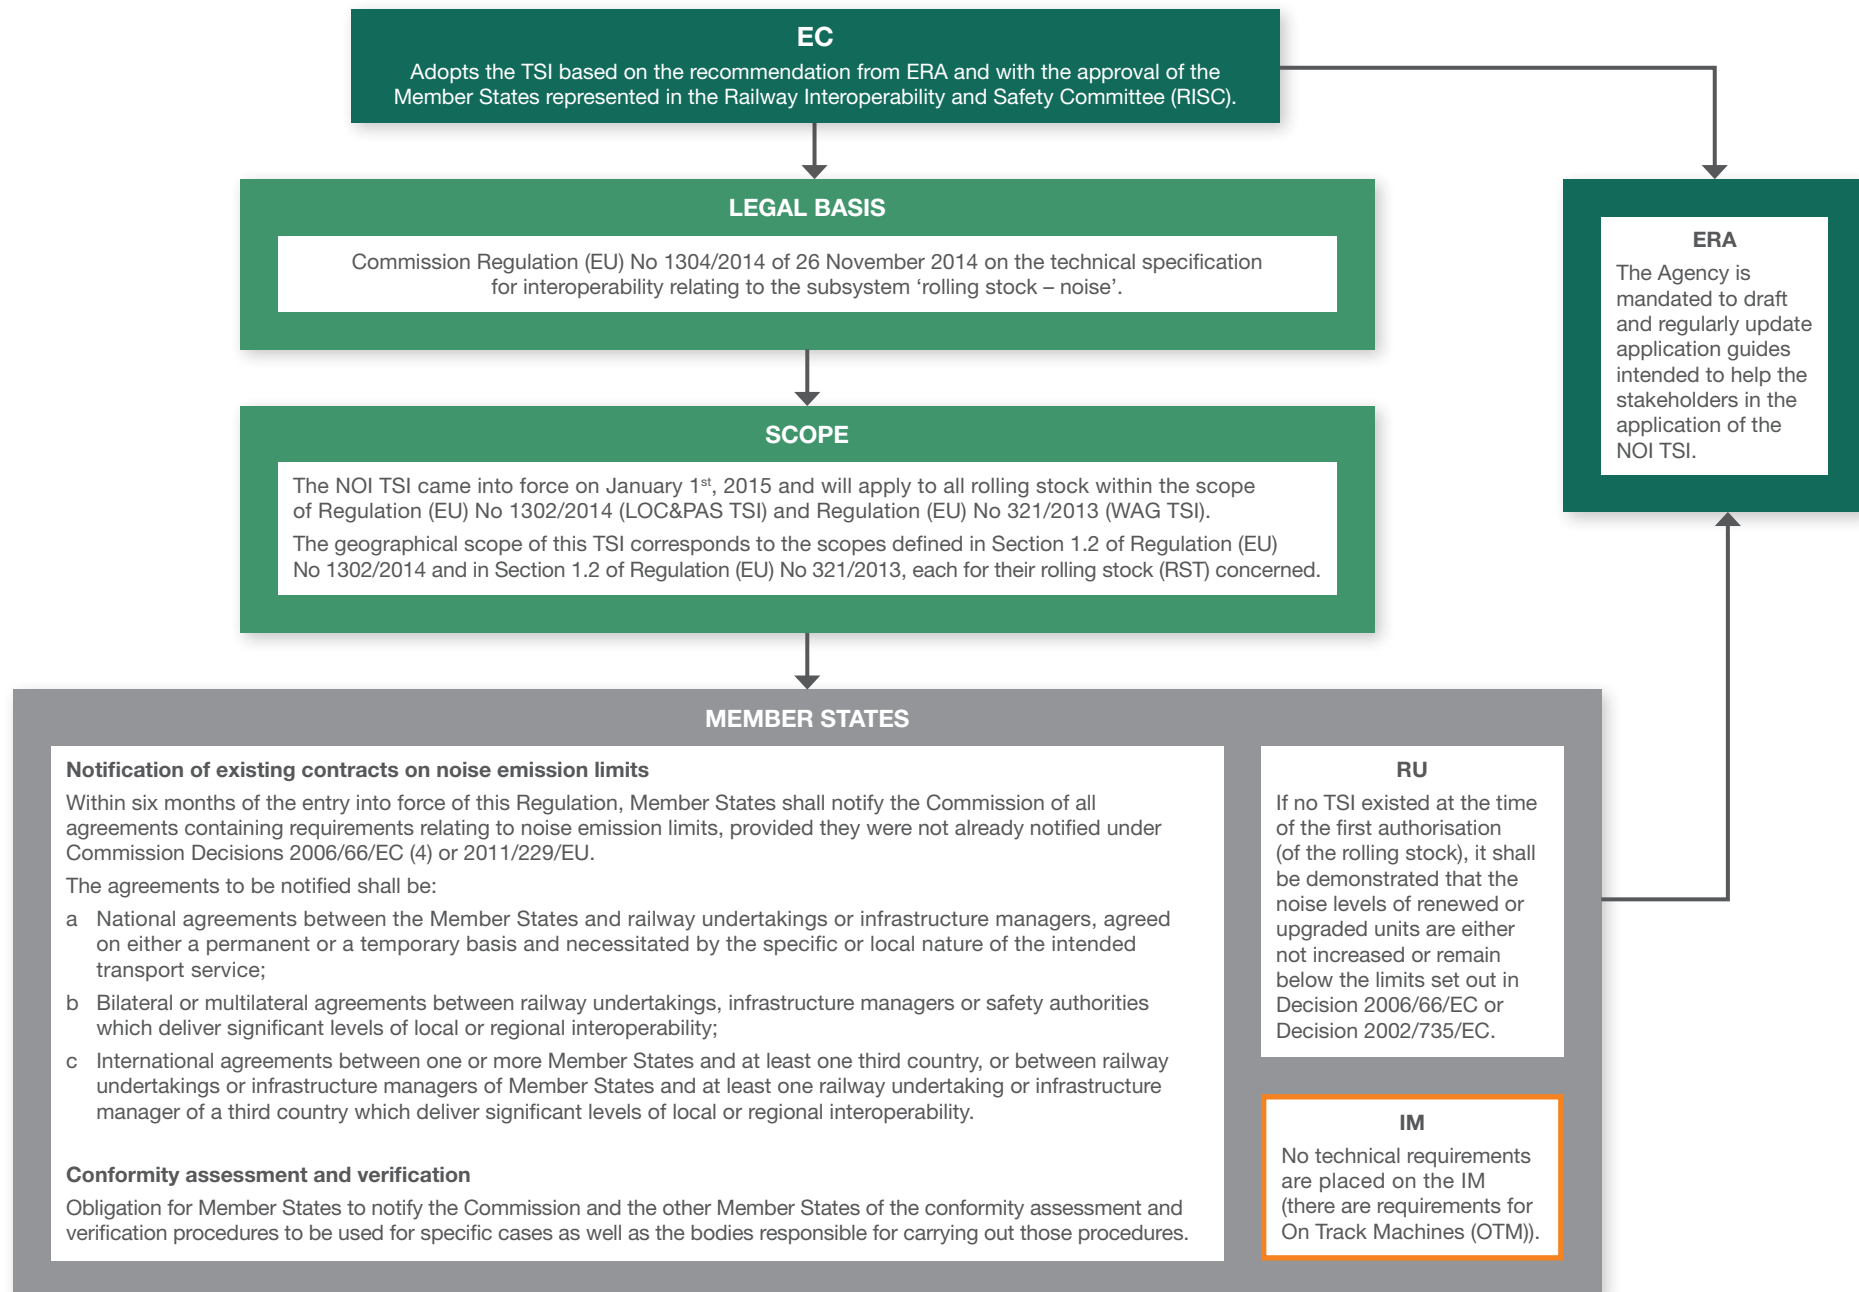 EC
Adopts the TSI based on the recommendation from ERA and with the approval of the
Member States represented in the Railway Interoperability and Safety Committee (RISC).
LEGAL BASIS
Commission Regulation (EU) No 1304/2014 of 26 November 2014 on the technical specification
for interoperability relating to the subsystem ‘rolling stock – noise’.
ERA
The Agency is
mandated to draft
and regularly update
application guides
intended to help the
stakeholders in the
application of the
NOI TSI.
SCOPE
The NOI TSI came into force on January 1st, 2015 and will apply to all rolling stock within the scope
of Regulation (EU) No 1302/2014 (LOC&PAS TSI) and Regulation (EU) No 321/2013 (WAG TSI).
The geographical scope of this TSI corresponds to the scopes defined in Section 1.2 of Regulation (EU)
No 1302/2014 and in Section 1.2 of Regulation (EU) No 321/2013, each for their rolling stock (RST) concerned.
MEMBER STATES
Notification of existing contracts on noise emission limits
Within six months of the entry into force of this Regulation, Member States shall notify the Commission of all
agreements containing requirements relating to noise emission limits, provided they were not already notified under
Commission Decisions 2006/66/EC (4) or 2011/229/EU.
The agreements to be notified shall be:
a National agreements between the Member States and railway undertakings or infrastructure managers, agreed
on either a permanent or a temporary basis and necessitated by the specific or local nature of the intended
transport service;
b Bilateral or multilateral agreements between railway undertakings, infrastructure managers or safety authorities
which deliver significant levels of local or regional interoperability;
c International agreements between one or more Member States and at least one third country, or between railway
undertakings or infrastructure managers of Member States and at least one railway undertaking or infrastructure
manager of a third country which deliver significant levels of local or regional interoperability.
Conformity assessment and verification
Obligation for Member States to notify the Commission and the other Member States of the conformity assessment and
verification procedures to be used for specific cases as well as the bodies responsible for carrying out those procedures.
RU
If no TSI existed at the time
of the first authorisation
(of the rolling stock), it shall
be demonstrated that the
noise levels of renewed or
upgraded units are either
not increased or remain
below the limits set out in
Decision 2006/66/EC or
Decision 2002/735/EC.
IM
No technical requirements
are placed on the IM
(there are requirements for
On Track Machines (OTM)).